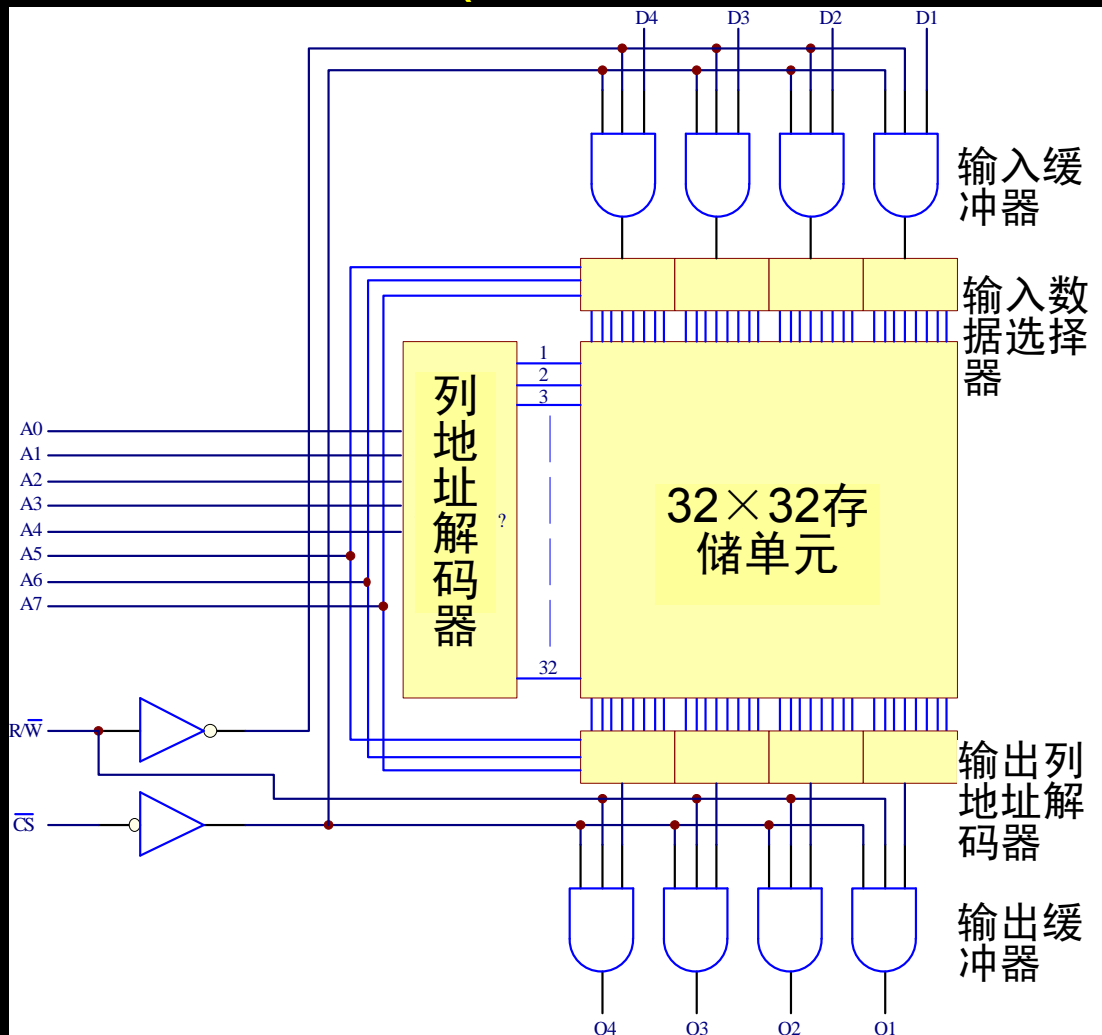 D4 D3 D2 D1
输入缓
冲器
输入数
据选择
器
列
地
址
解
码
器
1
2
3
?
32
32×32存
储单元
A0
A1
A2
A3
A4
A5
A6
A7
R/W̅
C̅S̅
输出列
地址解
码器
输出缓
冲器
O4 O3 O2 O1